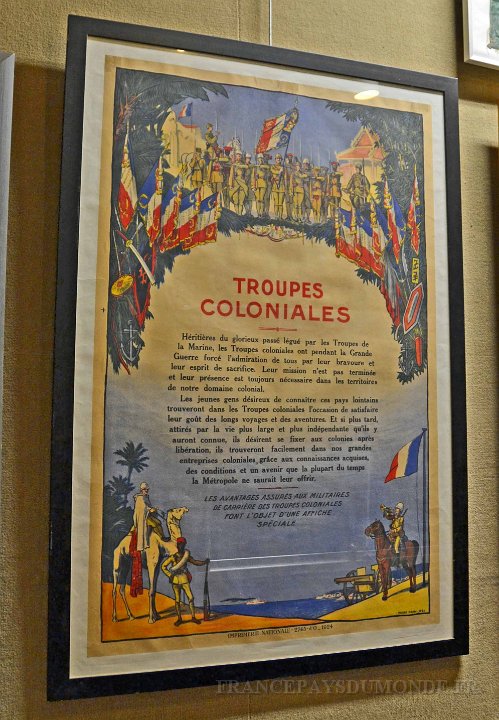 TROUPES
COLONIALES
Héritières du glorieux passé légué par les Troupes de
la Marine, les Troupes coloniales ont pendant la Grande
Guerre forcé l'admiration de tous par leur bravoure et
leur esprit de sacrifice. Leur mission n'est pas terminée
et leur présence est toujours nécessaire dans les territoires
de notre domaine colonial.
Les jeunes gens désireux de connaître ces pays lointains
trouveront dans les Troupes coloniales l'occasion de satisfaire
leur goût des longs voyages et des aventures. Et si plus tard,
attirés par la vie plus large et plus indépendante qu'ils y
auront connue, ils désirent se fixer aux colonies après
libération, ils trouveront facilement dans nos grandes
entreprises coloniales, grâce aux connaissances acquises,
des conditions et un avenir que la plupart du temps
la Métropole ne saurait leur offrir.
LES AVANTAGES ASSURÉS AUX MILITAIRES
DE CARRIÈRE DES TROUPES COLONIALES
FONT L'OBJET D'UNE AFFICHE
SPÉCIALE
IMPRIMERIE NATIONALE
1924
FRANCEPAYSDUMONDE.FR